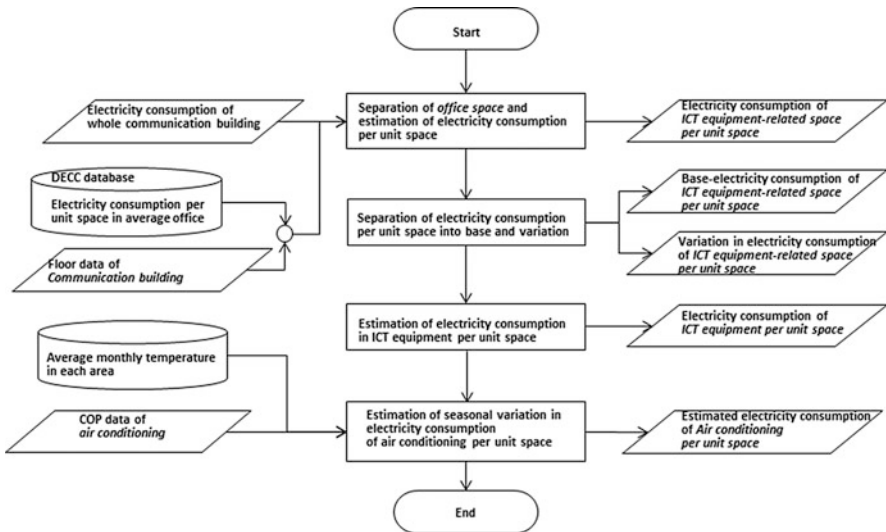 Start
Electricity consumption of
whole communication building
Separation of office space and
estimation of electricity consumption
per unit space
Electricity consumption of
ICT equipment-related space
per unit space
DECC database
Electricity consumption per
unit space in average office
Floor data of
Communication building
Separation of electricity consumption
per unit space into base and variation
Base-electricity consumption of
ICT equipment-related space
per unit space
Variation in electricity consumption
of ICT equipment-related space
per unit space
Estimation of electricity consumption
in ICT equipment per unit space
Electricity consumption of
ICT equipment per unit space
Average monthly temperature
in each area
COP data of
air conditioning
Estimation of seasonal variation in
electricity consumption
of air conditioning per unit space
Estimated electricity consumption
of Air conditioning
per unit space
End